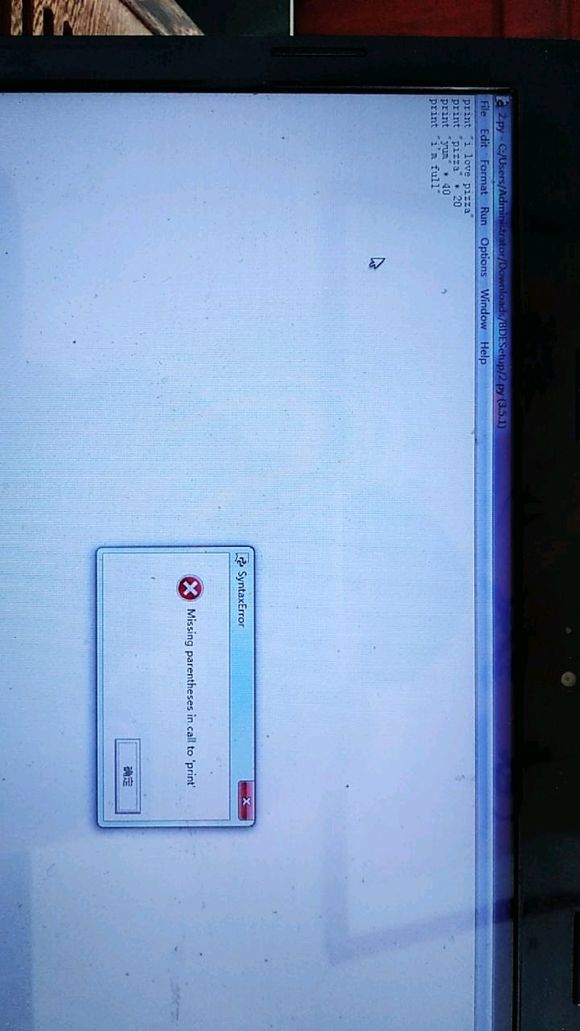 2.py - C:/Users/Administrator/Downloads/BDESetup/2.py (3.5.1)
File Edit Format Run Options Window Help
print "i love pizza"
print "pizza" * 20
print "yum" * 40
print "i'm full"
SyntaxError
Missing parentheses in call to 'print'
确定